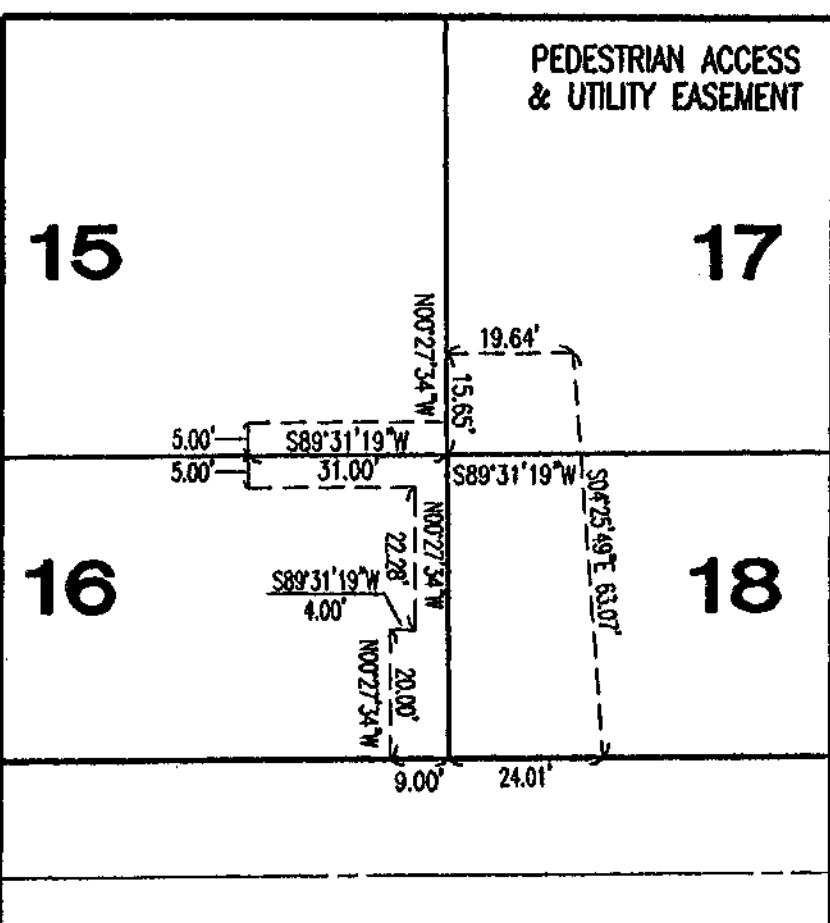 PEDESTRIAN ACCESS
& UTILITY EASEMENT
15
17
N00°27'34"W
19.64'
15.65'
5.00'
S89°31'19"W
5.00'
31.00'
S89°31'19"W
S04°25'49"E 63.07'
22.28'
N00°27'34"W
16
S89°31'19"W
4.00'
18
N00°27'34"W
20.00'
9.00'
24.01'